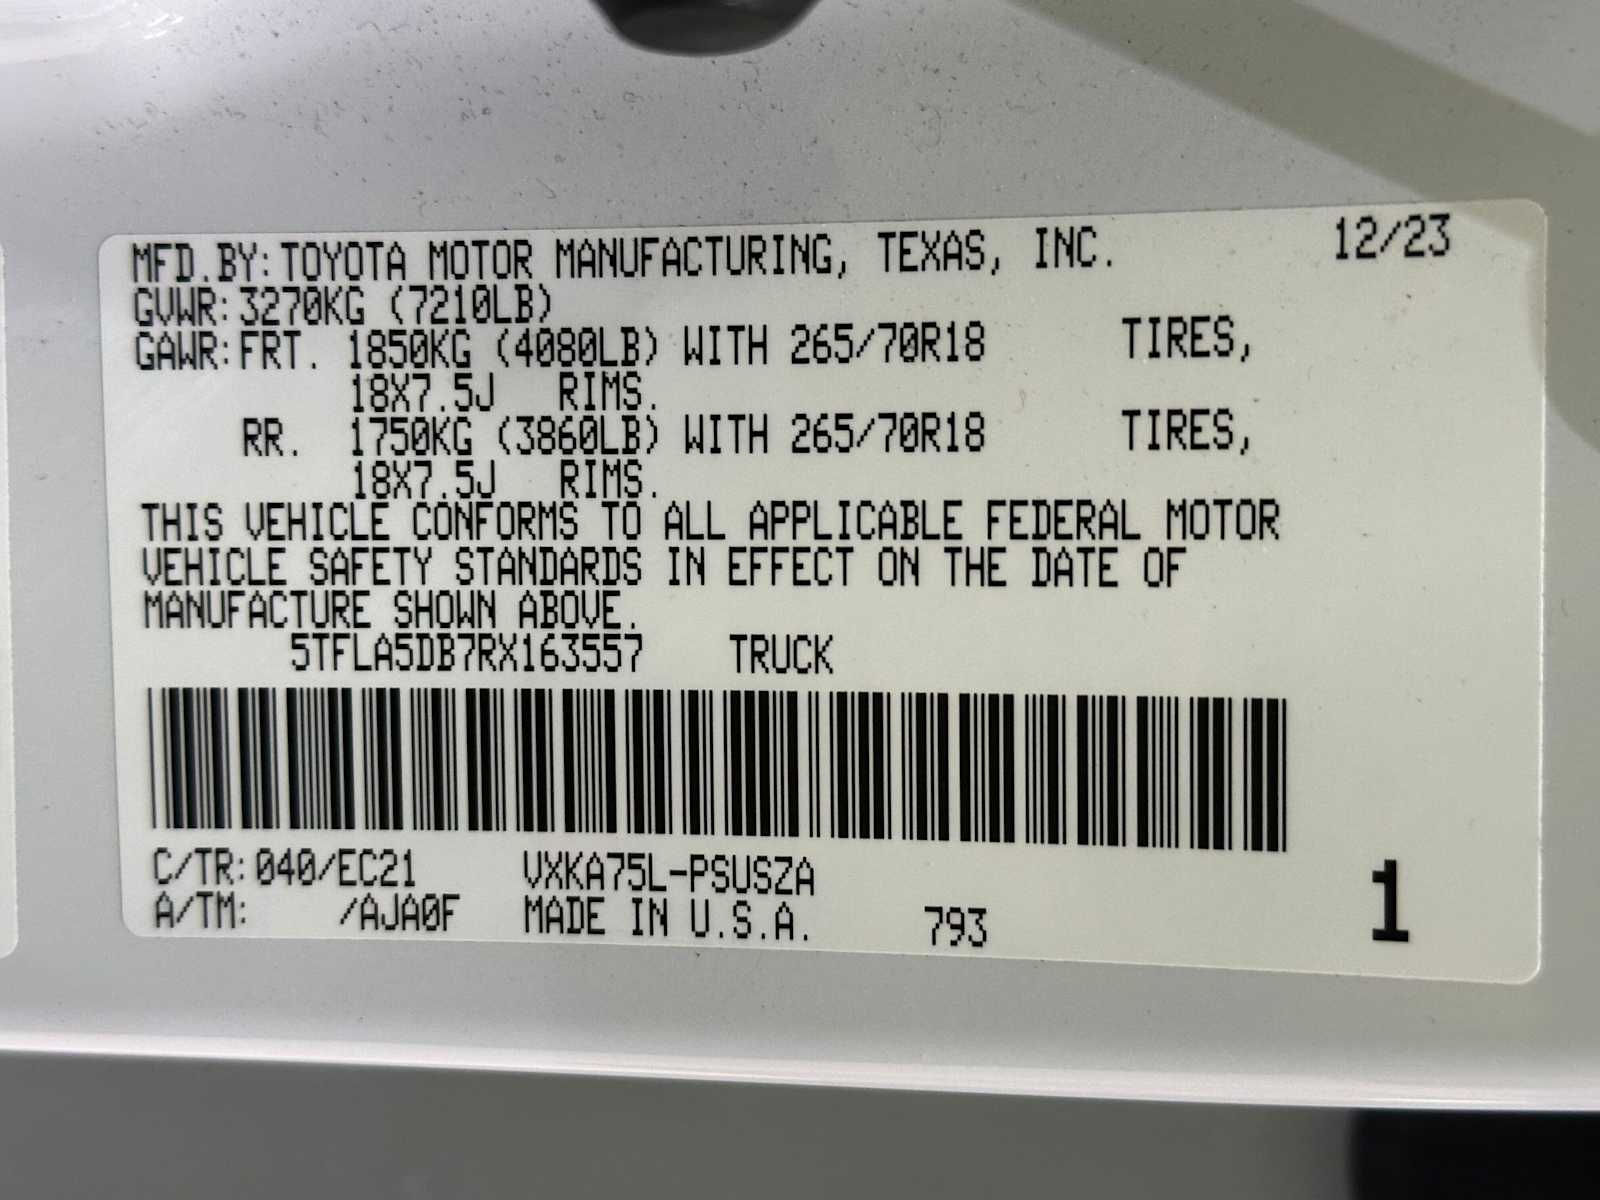 MFD.BY:TOYOTA MOTOR MANUFACTURING, TEXAS, INC. 12/23
GVWR:3270KG (7210LB)
GAWR:FRT. 1850KG (4080LB) WITH 265/70R18 TIRES,
18X7.5J RIMS.
RR. 1750KG (3860LB) WITH 265/70R18 TIRES,
18X7.5J RIMS.
THIS VEHICLE CONFORMS TO ALL APPLICABLE FEDERAL MOTOR
VEHICLE SAFETY STANDARDS IN EFFECT ON THE DATE OF
MANUFACTURE SHOWN ABOVE.
5TFLA5DB7RX163557 TRUCK
C/TR:040/EC21 VXKA75L-PSUSZA
A/TM: /AJA0F MADE IN U.S.A. 793 1